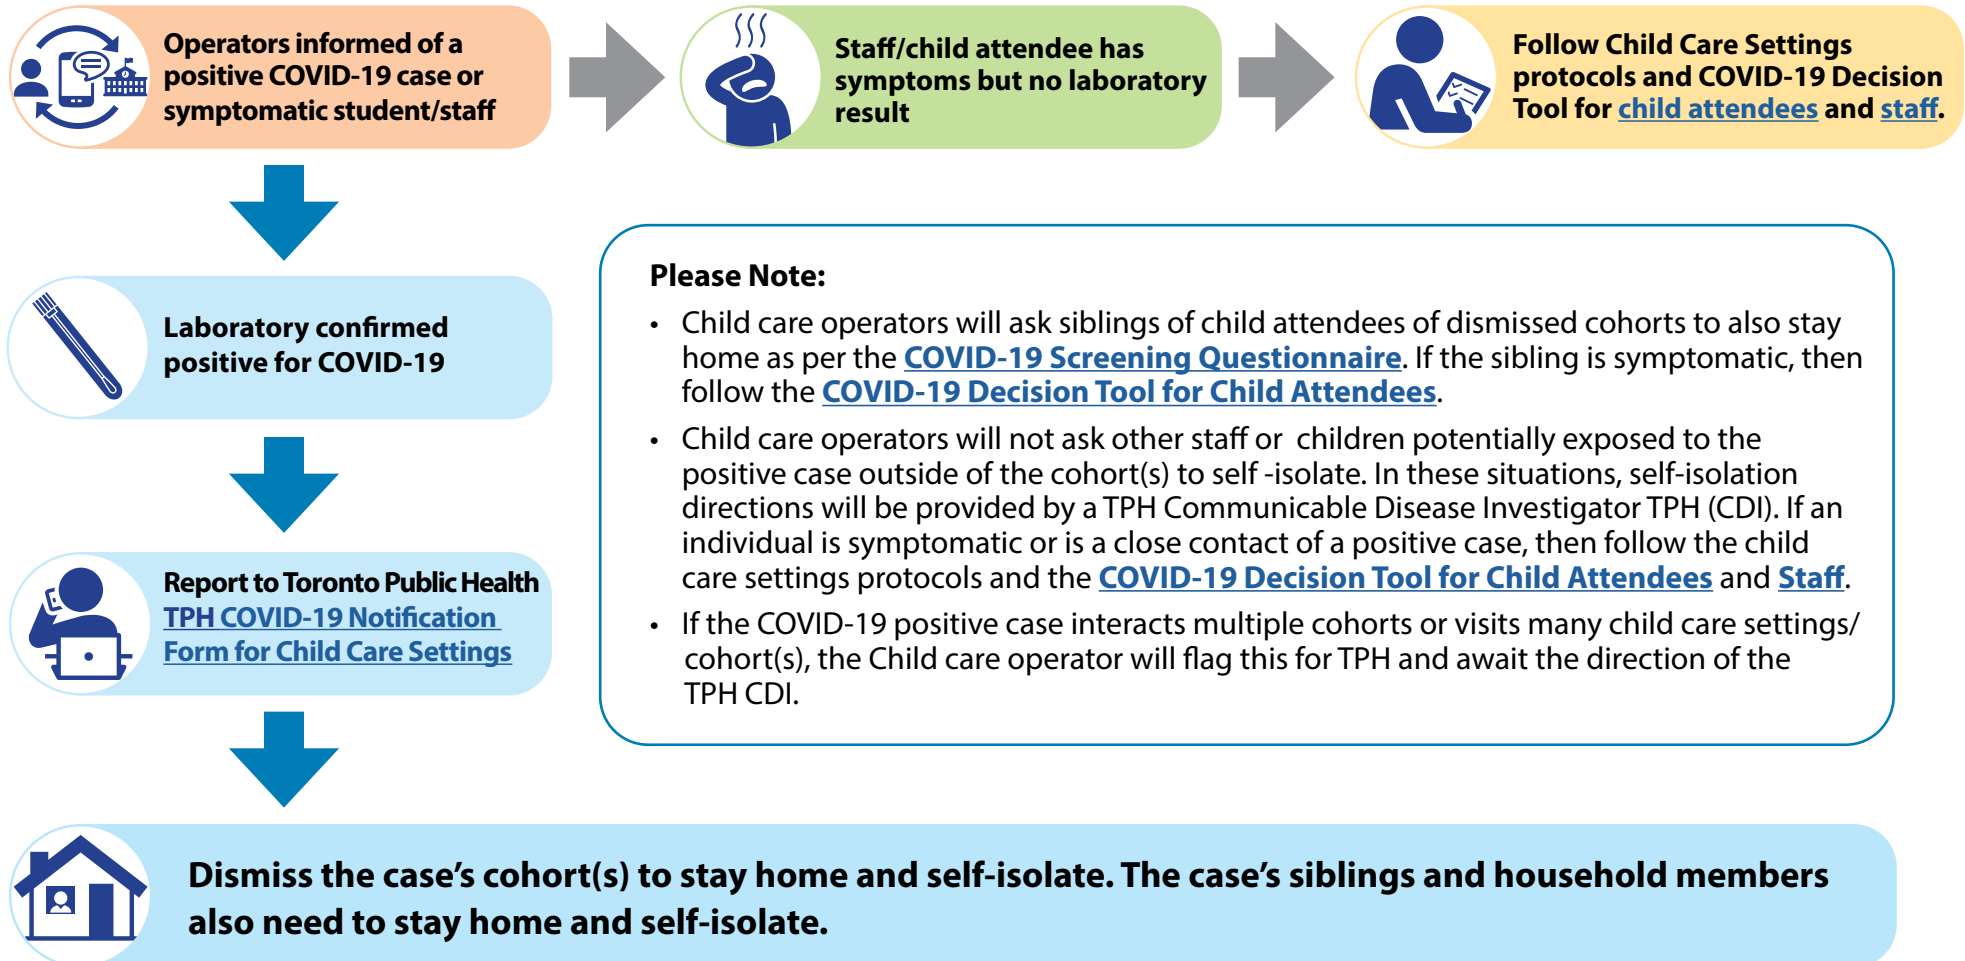 Operators informed of a
positive COVID-19 case or
symptomatic student/staff
Staff/child attendee has
symptoms but no laboratory
result
Follow Child Care Settings
protocols and COVID-19 Decision
Tool for child attendees and staff.
Laboratory confirmed
positive for COVID-19
Report to Toronto Public Health
TPH COVID-19 Notification
Form for Child Care Settings
Please Note:
• Child care operators will ask siblings of child attendees of dismissed cohorts to also stay
home as per the COVID-19 Screening Questionnaire. If the sibling is symptomatic, then
follow the COVID-19 Decision Tool for Child Attendees.
• Child care operators will not ask other staff or children potentially exposed to the
positive case outside of the cohort(s) to self -isolate. In these situations, self-isolation
directions will be provided by a TPH Communicable Disease Investigator TPH (CDI). If an
individual is symptomatic or is a close contact of a positive case, then follow the child
care settings protocols and the COVID-19 Decision Tool for Child Attendees and Staff.
• If the COVID-19 positive case interacts multiple cohorts or visits many child care settings/
cohort(s), the Child care operator will flag this for TPH and await the direction of the
TPH CDI.
Dismiss the case's cohort(s) to stay home and self-isolate. The case's siblings and household members
also need to stay home and self-isolate.